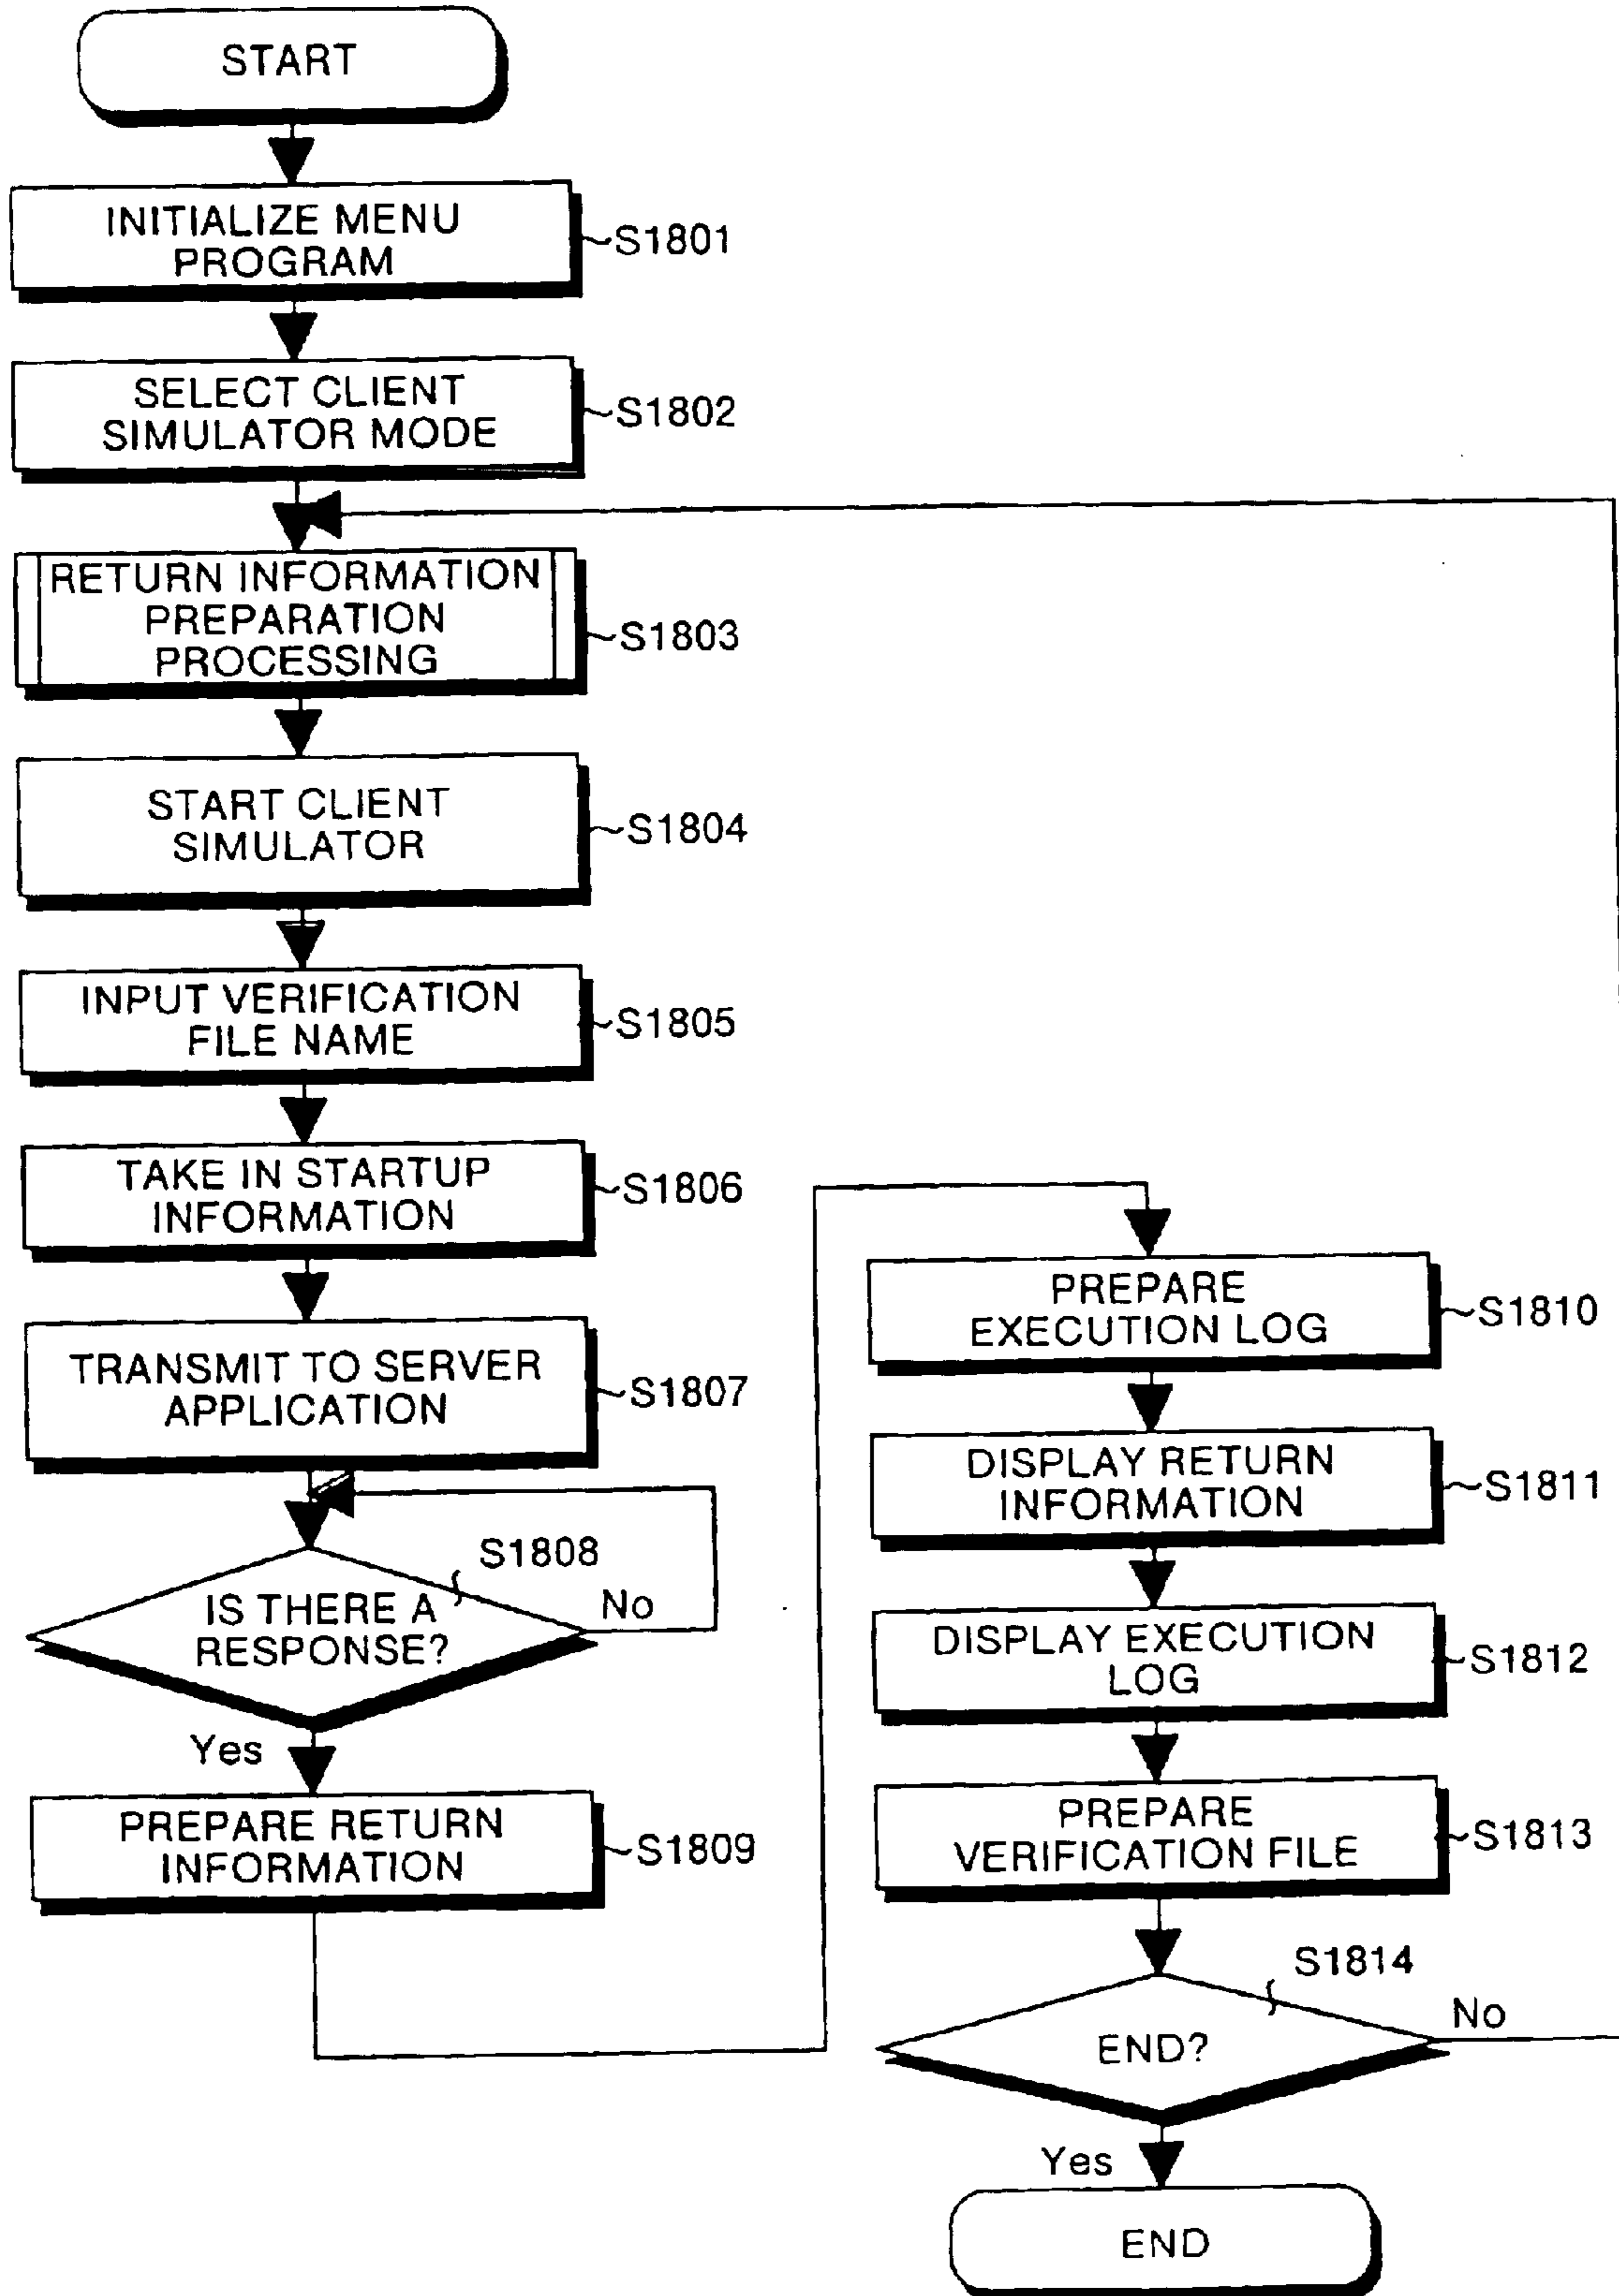 START
INITIALIZE MENU
PROGRAM
S1801
SELECT CLIENT
SIMULATOR MODE
S1802
RETURN INFORMATION
PREPARATION
PROCESSING
S1803
START CLIENT
SIMULATOR
S1804
INPUT VERIFICATION
FILE NAME
S1805
TAKE IN STARTUP
INFORMATION
S1806
TRANSMIT TO SERVER
APPLICATION
S1807
S1808
IS THERE A
RESPONSE?
No
Yes
PREPARE RETURN
INFORMATION
S1809
PREPARE
EXECUTION LOG
S1810
DISPLAY RETURN
INFORMATION
S1811
DISPLAY EXECUTION
LOG
S1812
PREPARE
VERIFICATION FILE
S1813
S1814
END?
No
Yes
END